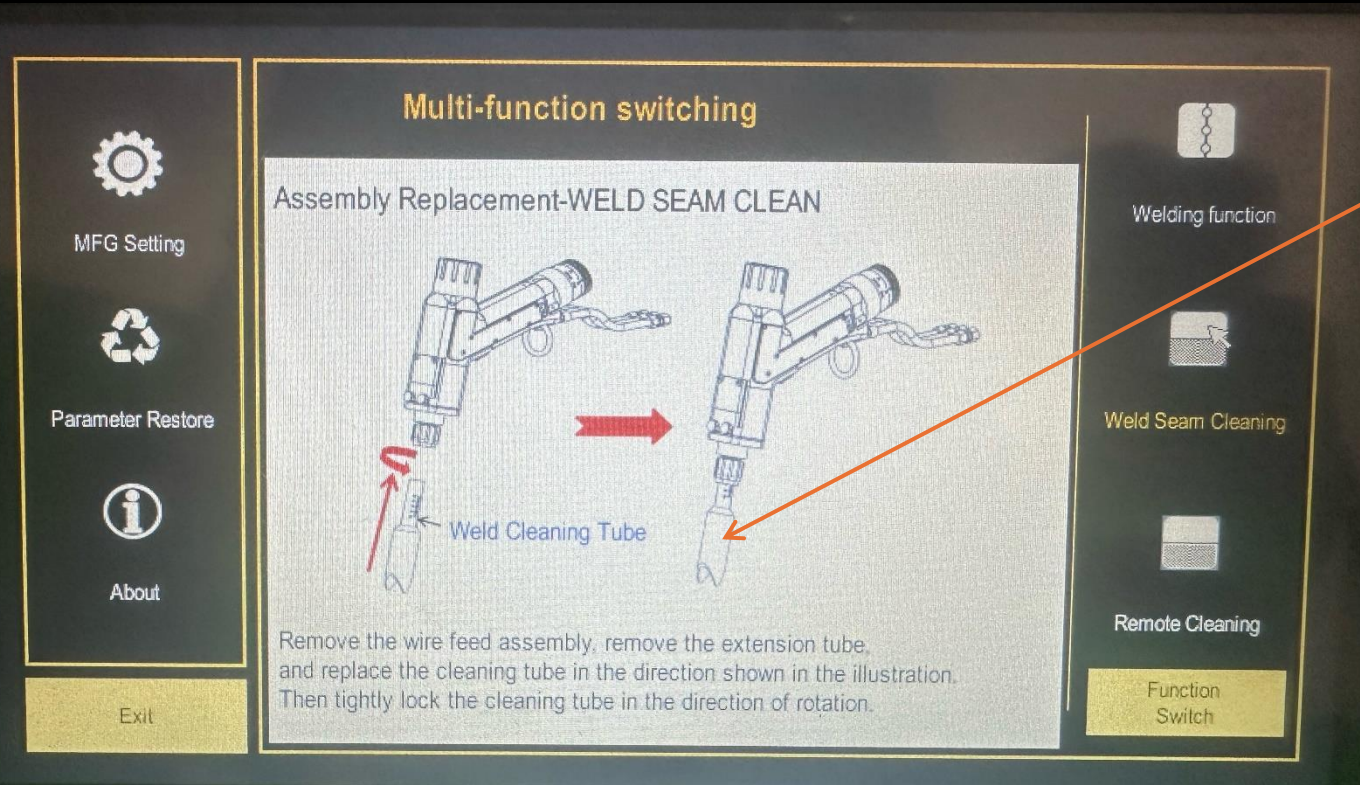 Multi-function switching
MFG Setting
Parameter Restore
About
Exit
Assembly Replacement-WELD SEAM CLEAN
Weld Cleaning Tube
Remove the wire feed assembly, remove the extension tube,
and replace the cleaning tube in the direction shown in the illustration.
Then tightly lock the cleaning tube in the direction of rotation.
Welding function
Weld Seam Cleaning
Remote Cleaning
Function
Switch